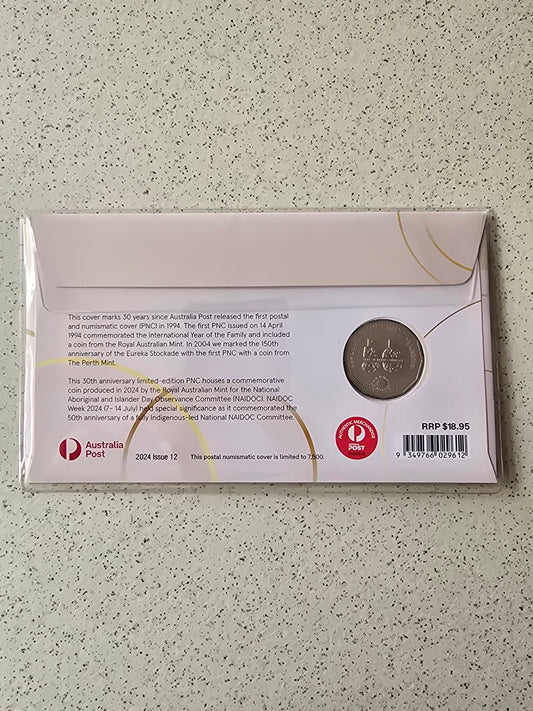 This cover marks 30 years since Australia Post released the first postal
and numismatic cover (PNC) in 1994. The first PNC issued on 14 April
1994 commemorated the International Year of the Family and included
a coin from the Royal Australian Mint. In 2004 we marked the 150th
anniversary of the Eureka Stockade with the first PNC with a coin from
The Perth Mint.
This 30th anniversary limited-edition PNC houses a commemorative
coin produced in 2024 by the Royal Australian Mint for the National
Aboriginal and Islander Day Observance Committee (NAIDOC). NAIDOC
Week 2024 (7– 14 July) held special significance as it commemorated the
50th anniversary of a fully Indigenous-led National NAIDOC Committee.
Australia
Post
2024 Issue 12
This postal numismatic cover is limited to 7,500.
AUTHENTIC MERCHANDISE
POST
RRP $18.95
9 349766 029612